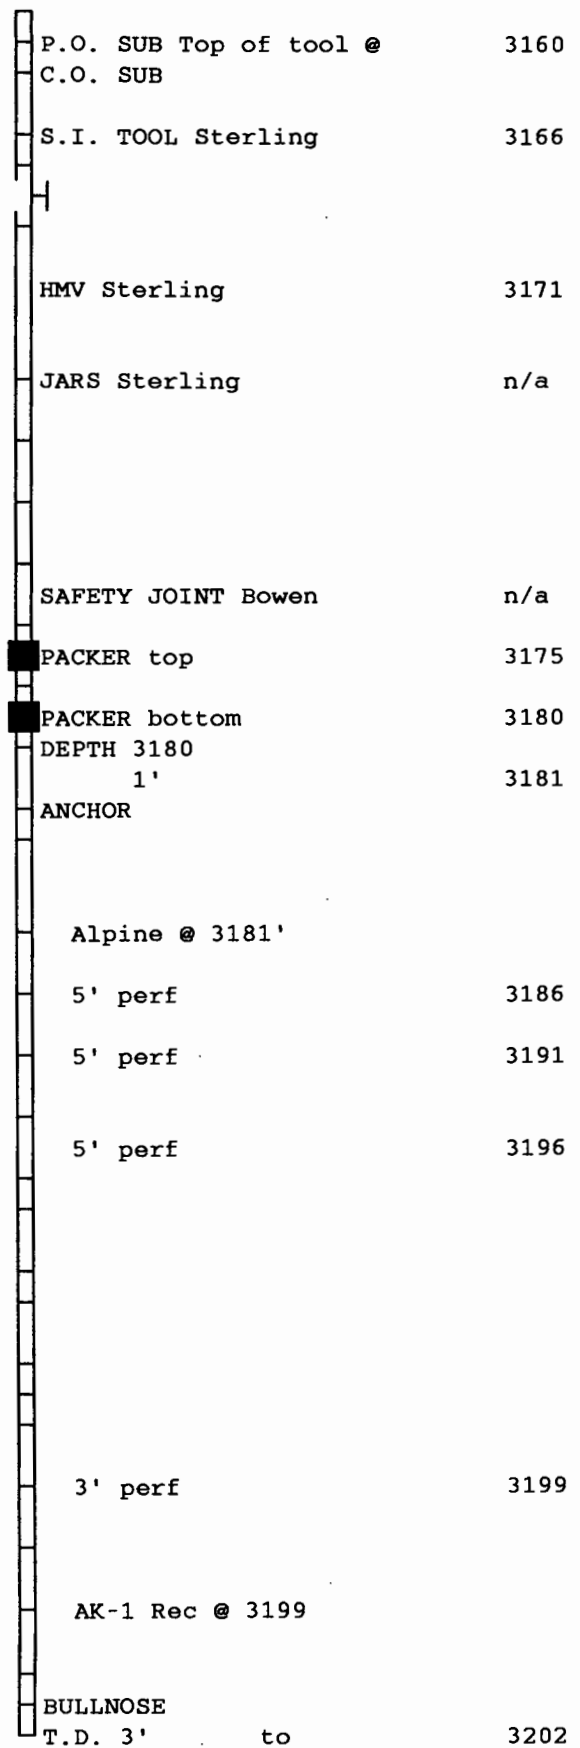 P.O. SUB Top of tool @ 3160
C.O. SUB
S.I. TOOL Sterling 3166
HMV Sterling 3171
JARS Sterling n/a
SAFETY JOINT Bowen n/a
PACKER top 3175
PACKER bottom 3180
DEPTH 3180
1' 3181
ANCHOR
Alpine @ 3181'
5' perf 3186
5' perf 3191
5' perf 3196
3' perf 3199
AK-1 Rec @ 3199
BULLNOSE
T.D. 3' to 3202